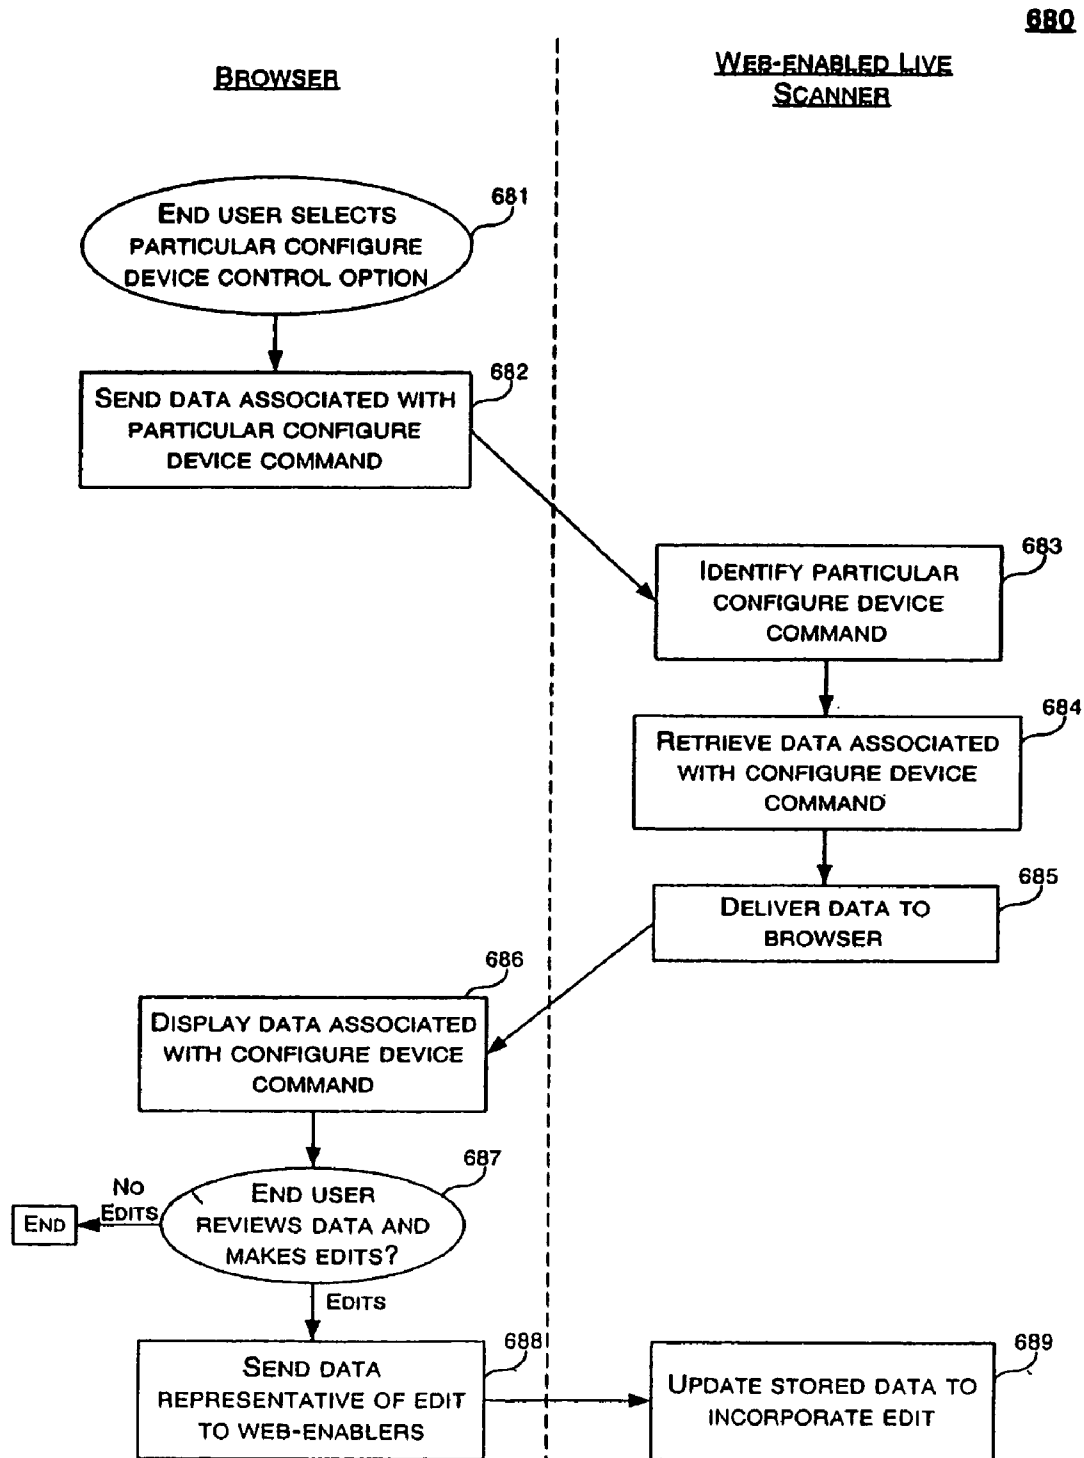 680
BROWSER
WEB-ENABLED LIVE
SCANNER
681
END USER SELECTS
PARTICULAR CONFIGURE
DEVICE CONTROL OPTION
682
SEND DATA ASSOCIATED WITH
PARTICULAR CONFIGURE
DEVICE COMMAND
683
IDENTIFY PARTICULAR
CONFIGURE DEVICE
COMMAND
684
RETRIEVE DATA ASSOCIATED
WITH CONFIGURE DEVICE
COMMAND
685
DELIVER DATA TO
BROWSER
686
DISPLAY DATA ASSOCIATED
WITH CONFIGURE DEVICE
COMMAND
687
END USER
REVIEWS DATA AND
MAKES EDITS?
NO
EDITS
END
EDITS
688
SEND DATA
REPRESENTATIVE OF EDIT
TO WEB-ENABLERS
689
UPDATE STORED DATA TO
INCORPORATE EDIT